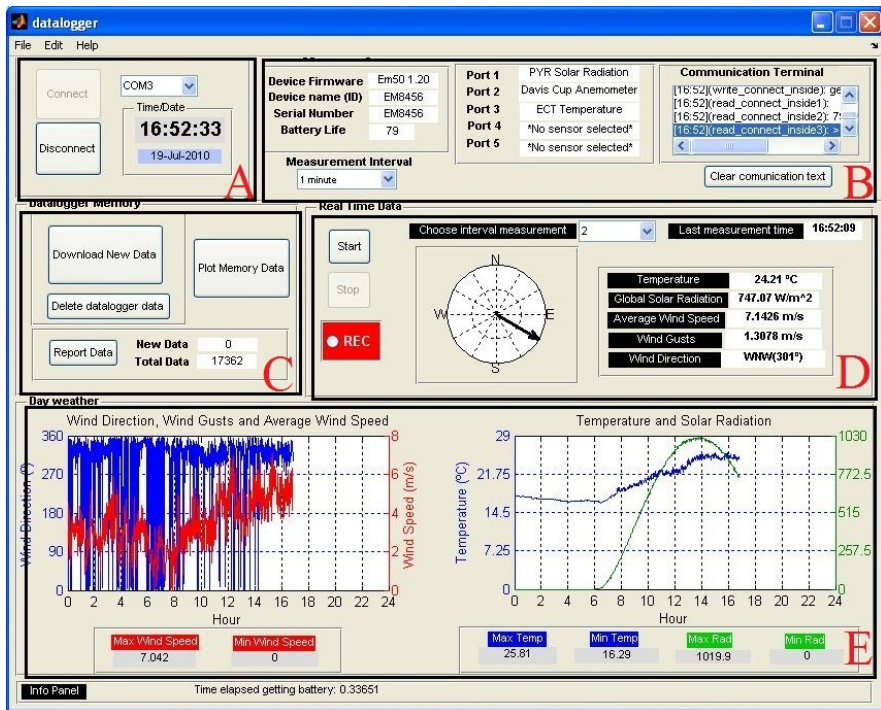 datalogger
File Edit Help
Connect
COM3
Time/Date
16:52:33
Disconnect
19-Jul-2010
A
Device Firmware Em50 1.20
Device name (ID) EM8456
Serial Number EM8456
Battery Life 79
Measurement Interval
1 minute
Port 1 PYR Solar Radiation
Port 2 Davis Cup Anemometer
Port 3 ECT Temperature
Port 4 *No sensor selected*
Port 5 *No sensor selected*
Communication Terminal
[16:52](write_connect_inside): ge
[16:52](read_connect_inside1):
[16:52](read_connect_inside2): 79
[16:52](read_connect_inside3): >
Clear comunication text
B
Datalogger Memory
Download New Data
Plot Memory Data
Delete datalogger data
Report Data
New Data 0
Total Data 17362
C
Real Time Data
Start
Choose interval measurement 2
Last measurement time 16:52:09
Stop
REC
N
W E
S
Temperature 24.21 ºC
Global Solar Radiation 747.07 W/m^2
Average Wind Speed 7.1426 m/s
Wind Gusts 1.3078 m/s
Wind Direction WNW(301º)
D
Day weather
Wind Direction, Wind Gusts and Average Wind Speed
Wind Direction (º)
360
270
180
90
0
8
6
4
2
0
Wind Speed (m/s)
0 2 4 6 8 10 12 14 16 18 20 22 24
Hour
Max Wind Speed Min Wind Speed
7.042 0
Temperature and Solar Radiation
Temperature (ºC)
29
21.75
14.5
7.25
0
1030
772.5
515
257.5
0
0 2 4 6 8 10 12 14 16 18 20 22 24
Hour
Max Temp Min Temp Max Rad Min Rad
25.81 16.29 1019.9 0
E
Info Panel Time elapsed getting battery: 0.33651